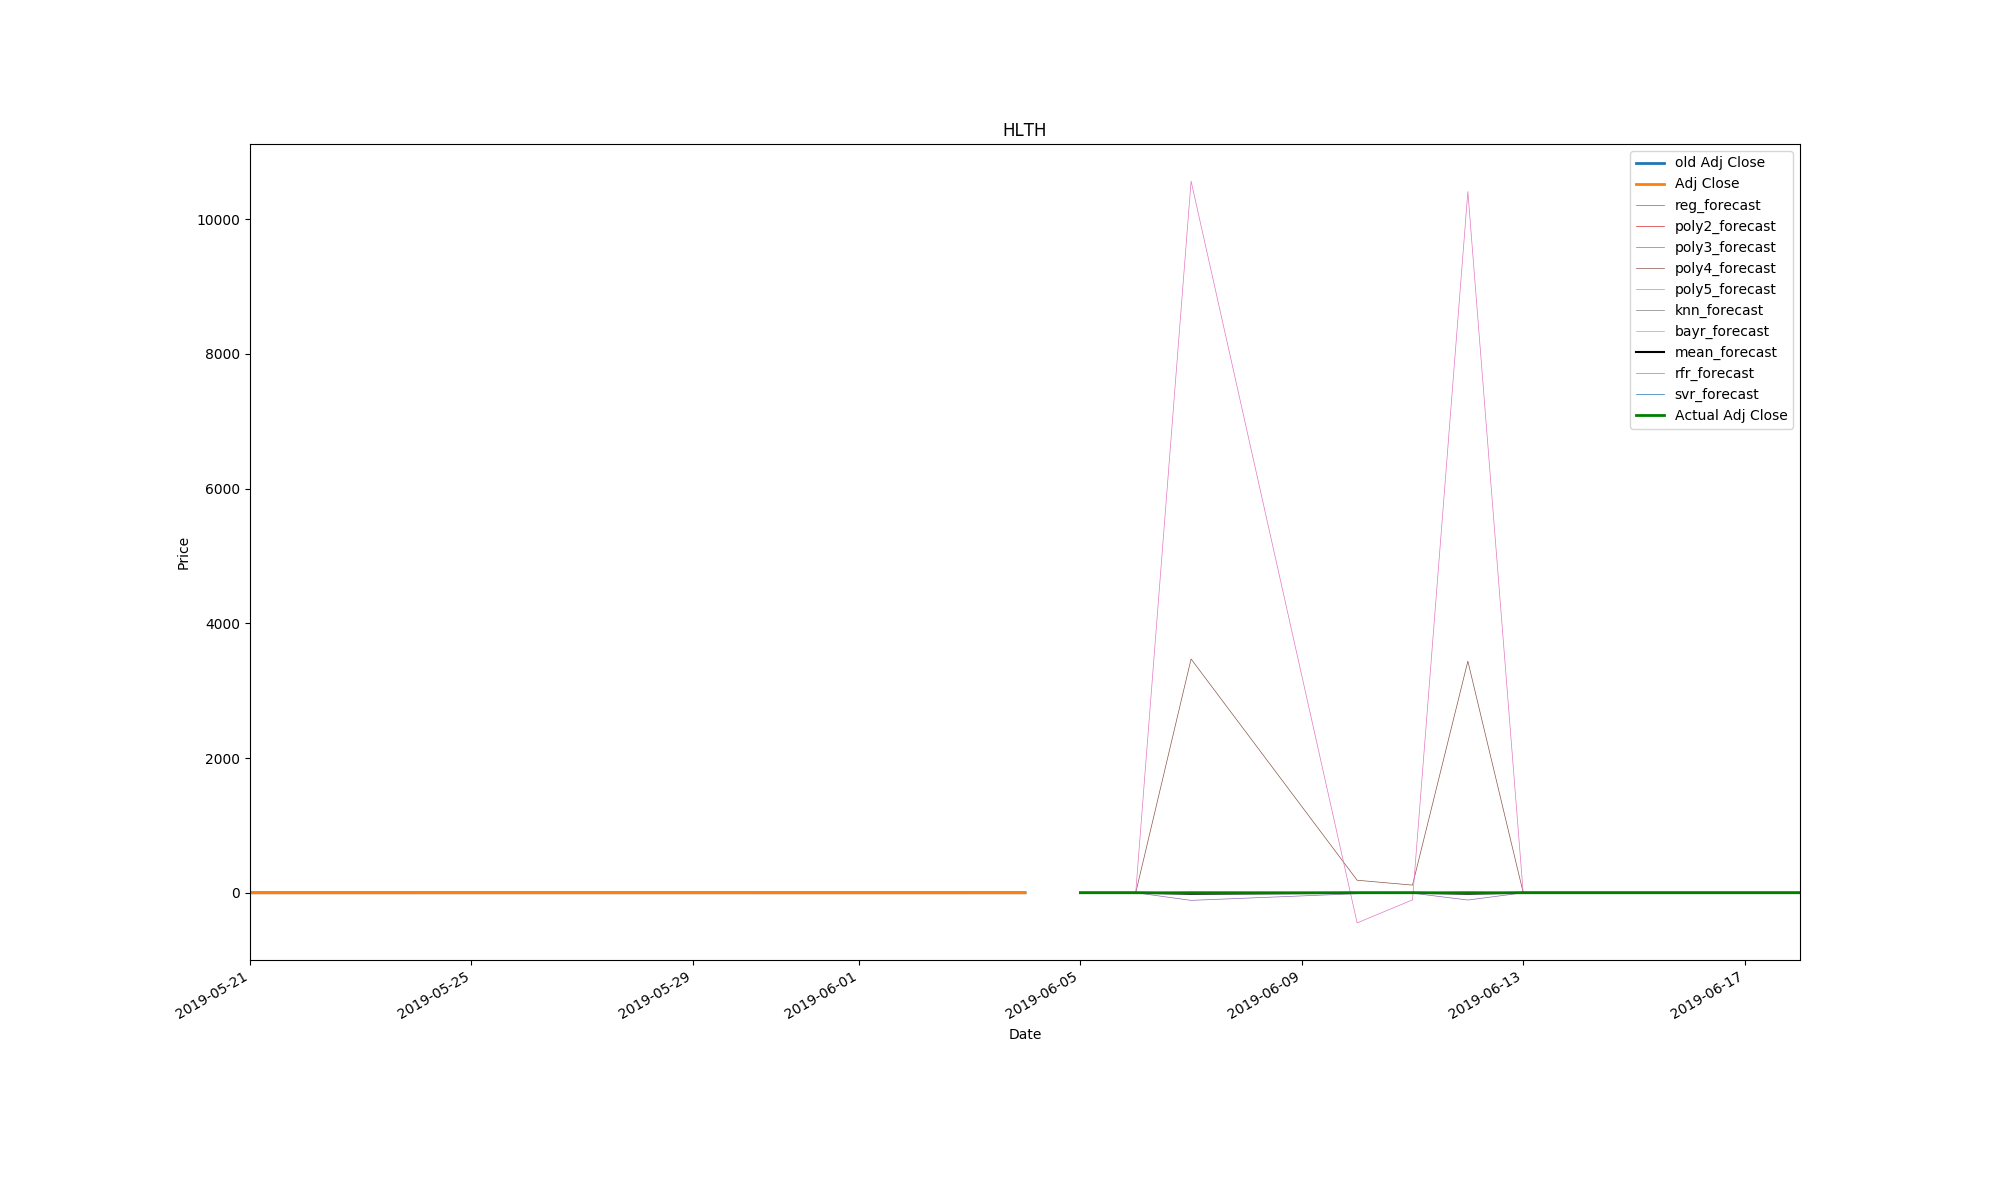 HLTH
old Adj Close
Adj Close
reg_forecast
poly2_forecast
poly3_forecast
poly4_forecast
poly5_forecast
knn_forecast
bayr_forecast
mean_forecast
rfr_forecast
svr_forecast
Actual Adj Close
10000
8000
6000
4000
2000
0
Price
2019-05-21
2019-05-25
2019-05-29
2019-06-01
2019-06-05
2019-06-09
2019-06-13
2019-06-17
Date